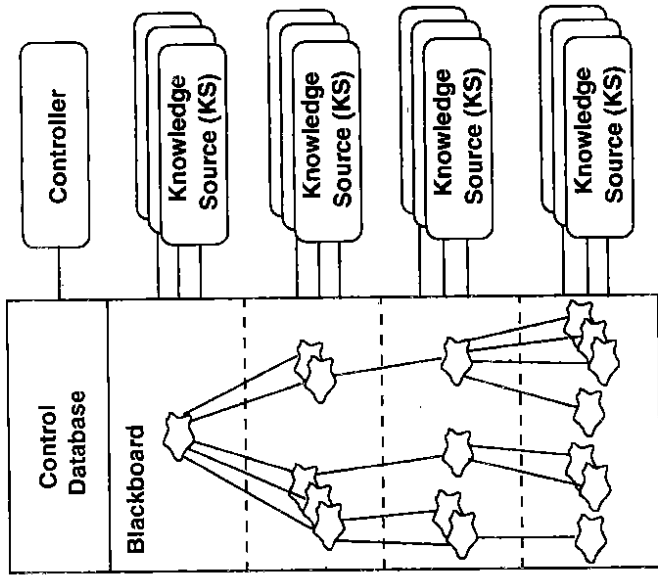 Control
Database
Controller
Blackboard
Knowledge
Source (KS)
Knowledge
Source (KS)
Knowledge
Source (KS)
Knowledge
Source (KS)